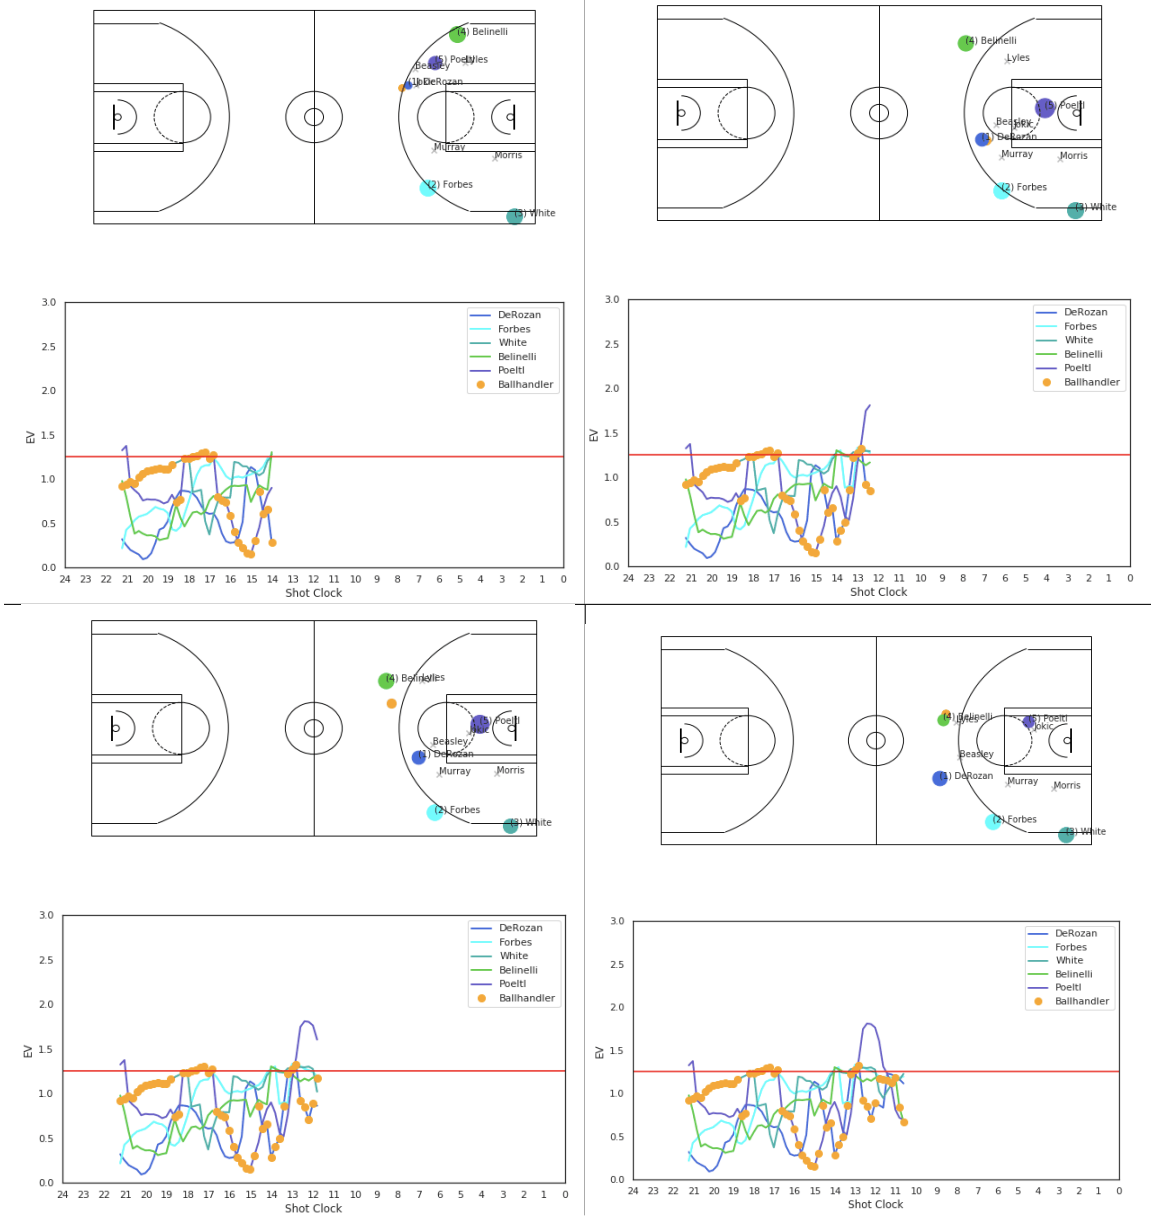 (4) Belinelli
(5) Poeltl
Lyles
Beasley
(1) DeRozan
Murray
Morris
(2) Forbes
(3) White
(4) Belinelli
Lyles
(5) Poeltl
Beasley
Jokic
(1) DeRozan
Murray
Morris
(2) Forbes
(3) White
3.0
2.5
2.0
1.5
1.0
0.5
0.0
EV
DeRozan
Forbes
White
Belinelli
Poeltl
Ballhandler
24 23 22 21 20 19 18 17 16 15 14 13 12 11 10 9 8 7 6 5 4 3 2 1 0
Shot Clock
3.0
2.5
2.0
1.5
1.0
0.5
0.0
EV
DeRozan
Forbes
White
Belinelli
Poeltl
Ballhandler
24 23 22 21 20 19 18 17 16 15 14 13 12 11 10 9 8 7 6 5 4 3 2 1 0
Shot Clock
(4) Belinelli
Lyles
(5) Poeltl
Jokic
Beasley
(1) DeRozan
Murray
Morris
(2) Forbes
(3) White
(4) Belinelli
Lyles
(5) Poeltl
Jokic
Beasley
(1) DeRozan
Murray
Morris
(2) Forbes
(3) White
3.0
2.5
2.0
1.5
1.0
0.5
0.0
EV
DeRozan
Forbes
White
Belinelli
Poeltl
Ballhandler
24 23 22 21 20 19 18 17 16 15 14 13 12 11 10 9 8 7 6 5 4 3 2 1 0
Shot Clock
3.0
2.5
2.0
1.5
1.0
0.5
0.0
EV
DeRozan
Forbes
White
Belinelli
Poeltl
Ballhandler
24 23 22 21 20 19 18 17 16 15 14 13 12 11 10 9 8 7 6 5 4 3 2 1 0
Shot Clock